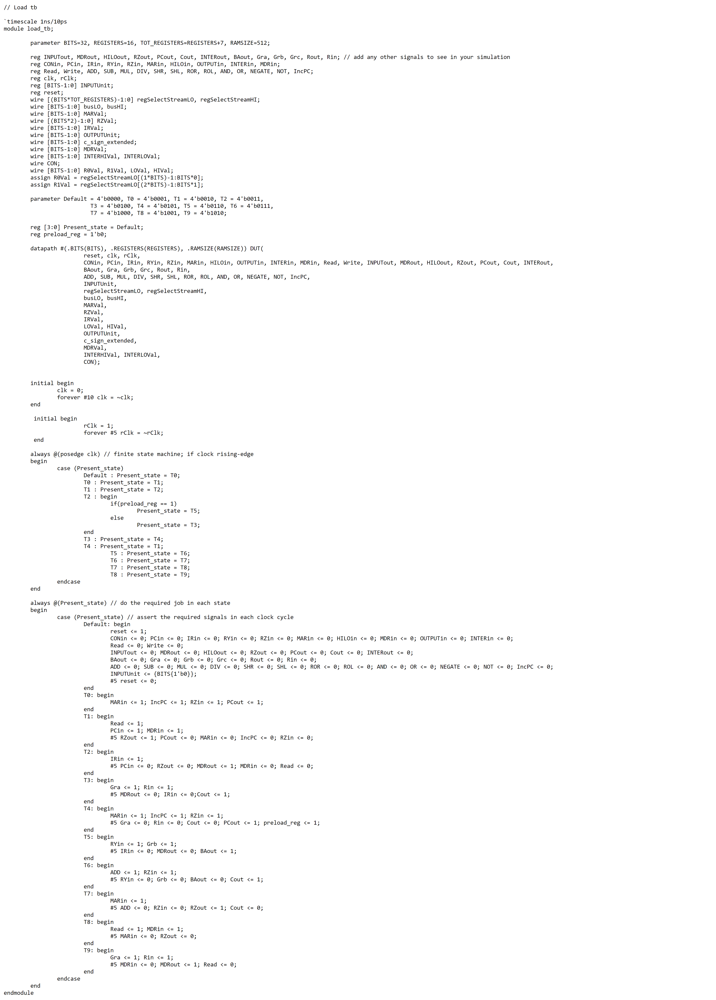 // Load tb

`timescale 1ns/10ps
module load_tb;

	parameter BITS=32, REGISTERS=16, TOT_REGISTERS=REGISTERS+7, RAMSIZE=512;

	reg INPUTout, MDRout, HILOout, RZout, PCout, Cout, INTERout, BAout, Gra, Grb, Grc, Rout, Rin; // add any other signals to see in your simulation
	reg CONin, PCin, IRin, RYin, RZin, MARin, HILOin, OUTPUTin, INTERin, MDRin;
	reg Read, Write, ADD, SUB, MUL, DIV, SHR, SHL, ROR, ROL, AND, OR, NEGATE, NOT, IncPC;
	reg clk, rClk;
	reg [BITS-1:0] INPUTUnit;
	reg reset;
	wire [(BITS*TOT_REGISTERS)-1:0] regSelectStreamLO, regSelectStreamHI;
	wire [BITS-1:0] busLO, busHI;
	wire [BITS-1:0] MARVal;
	wire [(BITS*2)-1:0] RZVal;
	wire [BITS-1:0] IRVal;
	wire [BITS-1:0] OUTPUTUnit;
	wire [BITS-1:0] c_sign_extended;
	wire [BITS-1:0] MDRVal;
	wire [BITS-1:0] INTERHIVal, INTERLOVal;
	wire CON;
	wire [BITS-1:0] R0Val, R1Val, LOVal, HIVal;
	assign R0Val = regSelectStreamLO[(1*BITS)-1:BITS*0];
	assign R1Val = regSelectStreamLO[(2*BITS)-1:BITS*1];

	parameter Default = 4'b0000, T0 = 4'b0001, T1 = 4'b0010, T2 = 4'b0011,
			  T3 = 4'b0100, T4 = 4'b0101, T5 = 4'b0110, T6 = 4'b0111,
			  T7 = 4'b1000, T8 = 4'b1001, T9 = 4'b1010;

	reg [3:0] Present_state = Default;
	reg preload_reg = 1'b0;

	datapath #(.BITS(BITS), .REGISTERS(REGISTERS), .RAMSIZE(RAMSIZE)) DUT(
			reset, clk, rClk,
			CONin, PCin, IRin, RYin, RZin, MARin, HILOin, OUTPUTin, INTERin, MDRin, Read, Write, INPUTout, MDRout, HILOout, RZout, PCout, Cout, INTERout,
			BAout, Gra, Grb, Grc, Rout, Rin,
			ADD, SUB, MUL, DIV, SHR, SHL, ROR, ROL, AND, OR, NEGATE, NOT, IncPC,
			INPUTUnit,
			regSelectStreamLO, regSelectStreamHI,
			busLO, busHI,
			MARVal,
			RZVal,
			IRVal,
			LOVal, HIVal,
			OUTPUTUnit,
			c_sign_extended,
			MDRVal,
			INTERHIVal, INTERLOVal,
			CON);


	initial begin
		clk = 0;
		forever #10 clk = ~clk;
	end

	 initial begin
			rClk = 1;
			forever #5 rClk = ~rClk;
	 end

	always @(posedge clk) // finite state machine; if clock rising-edge
	begin
		case (Present_state)
			Default : Present_state = T0;
			T0 : Present_state = T1;
			T1 : Present_state = T2;
			T2 : begin
				if(preload_reg == 1)
					Present_state = T5;
				else
					Present_state = T3;
			end
			T3 : Present_state = T4;
			T4 : Present_state = T1;
				T5 : Present_state = T6;
				T6 : Present_state = T7;
				T7 : Present_state = T8;
				T8 : Present_state = T9;
		endcase
	end

	always @(Present_state) // do the required job in each state
	begin
		case (Present_state) // assert the required signals in each clock cycle
			Default: begin
				reset <= 1;
				CONin <= 0; PCin <= 0; IRin <= 0; RYin <= 0; RZin <= 0; MARin <= 0; HILOin <= 0; MDRin <= 0; OUTPUTin <= 0; INTERin <= 0;
				Read <= 0; Write <= 0;
				INPUTout <= 0; MDRout <= 0; HILOout <= 0; RZout <= 0; PCout <= 0; Cout <= 0; INTERout <= 0;
				BAout <= 0; Gra <= 0; Grb <= 0; Grc <= 0; Rout <= 0; Rin <= 0;
				ADD <= 0; SUB <= 0; MUL <= 0; DIV <= 0; SHR <= 0; SHL <= 0; ROR <= 0; ROL <= 0; AND <= 0; OR <= 0; NEGATE <= 0; NOT <= 0; IncPC <= 0;
				INPUTUnit <= {BITS{1'b0}};
				#5 reset <= 0;
			end
			T0: begin
				MARin <= 1; IncPC <= 1; RZin <= 1; PCout <= 1;
			end
			T1: begin
				Read <= 1;
				PCin <= 1; MDRin <= 1;
				#5 RZout <= 1; PCout <= 0; MARin <= 0; IncPC <= 0; RZin <= 0;
			end
			T2: begin
				IRin <= 1;
				#5 PCin <= 0; RZout <= 0; MDRout <= 1; MDRin <= 0; Read <= 0;
			end
			T3: begin
				Gra <= 1; Rin <= 1;
				#5 MDRout <= 0; IRin <= 0;Cout <= 1;
			end
			T4: begin
				MARin <= 1; IncPC <= 1; RZin <= 1;
				#5 Gra <= 0; Rin <= 0; Cout <= 0; PCout <= 1; preload_reg <= 1;
			end
			T5: begin
				RYin <= 1; Grb <= 1;
				#5 IRin <= 0; MDRout <= 0; BAout <= 1;
			end
			T6: begin
				ADD <= 1; RZin <= 1;
				#5 RYin <= 0; Grb <= 0; BAout <= 0; Cout <= 1;
			end
			T7: begin
				MARin <= 1;
				#5 ADD <= 0; RZin <= 0; RZout <= 1; Cout <= 0;
			end
			T8: begin
				Read <= 1; MDRin <= 1;
				#5 MARin <= 0; RZout <= 0;
			end
			T9: begin
				Gra <= 1; Rin <= 1;
				#5 MDRin <= 0; MDRout <= 1; Read <= 0;
			end
		endcase
	end
endmodule